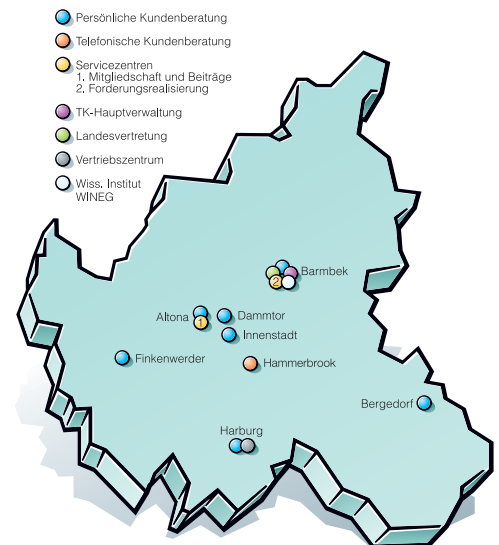 Persönliche Kundenberatung
Telefonische Kundenberatung
Servicezentren
1. Mitgliedschaft und Beiträge
2. Forderungsrealisierung
TK-Hauptverwaltung
Landesvertretung
Vertriebszentrum
Wiss. Institut
WINEG
Barmbek
2
Altona
Dammtor
1
Innenstadt
Finkenwerder
Hammerbrook
Bergedorf
Harburg